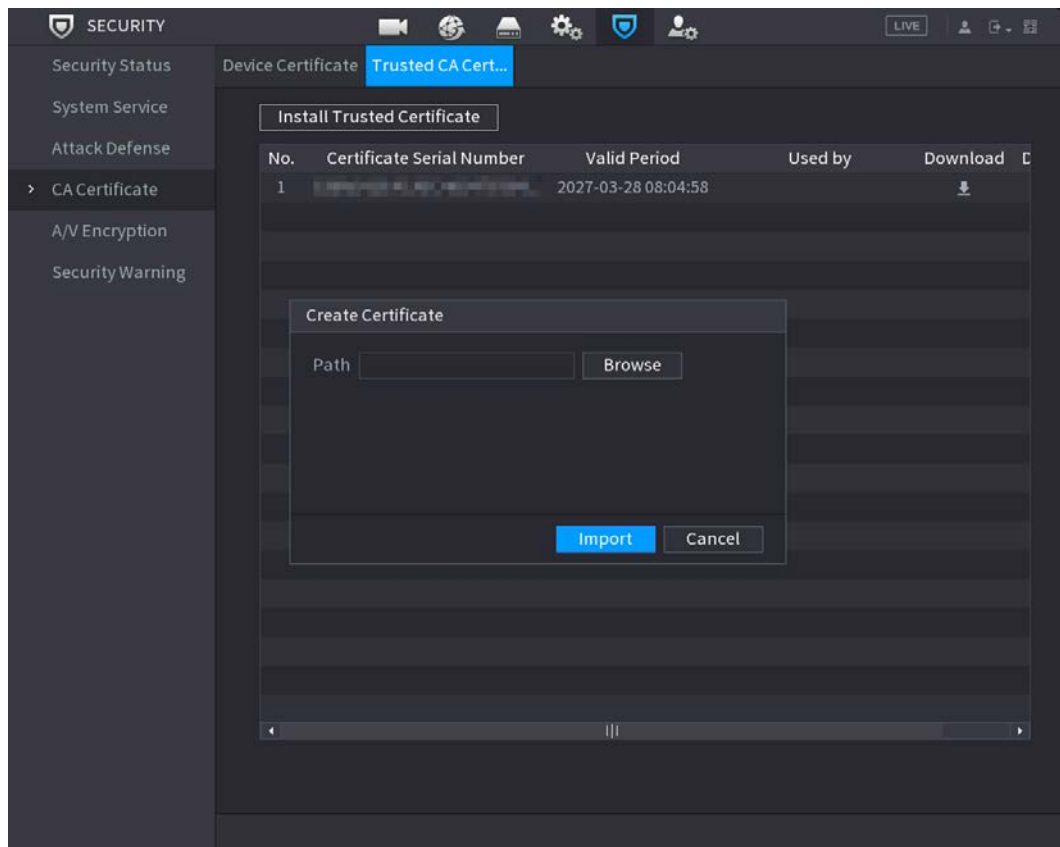 SECURITY
LIVE
Security Status
Device Certificate
Trusted CA Cert...
System Service
Install Trusted Certificate
Attack Defense
No. Certificate Serial Number Valid Period Used by Download D
CA Certificate
1 2027-03-28 08:04:58
A/V Encryption
Security Warning
Create Certificate
Path
Browse
Import
Cancel